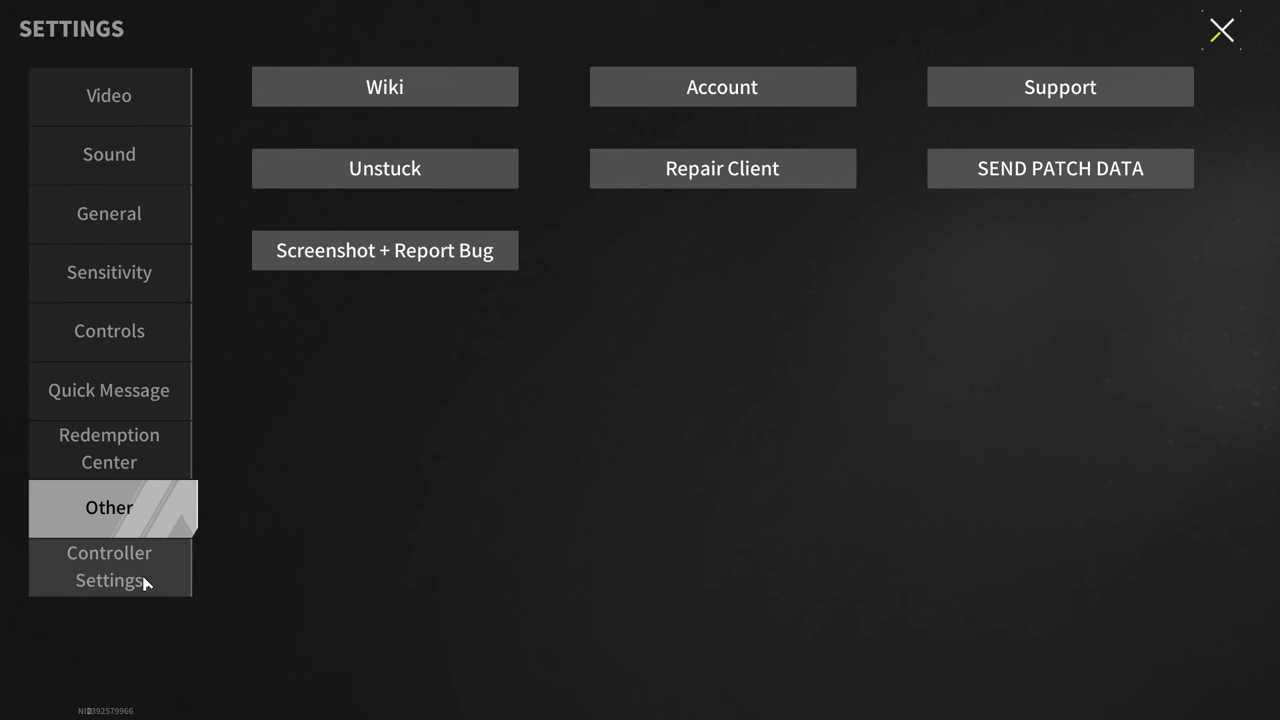 SETTINGS
Video
Sound
General
Sensitivity
Controls
Quick Message
Redemption
Center
Other
Controller
Settings
Wiki
Account
Support
Unstuck
Repair Client
SEND PATCH DATA
Screenshot + Report Bug